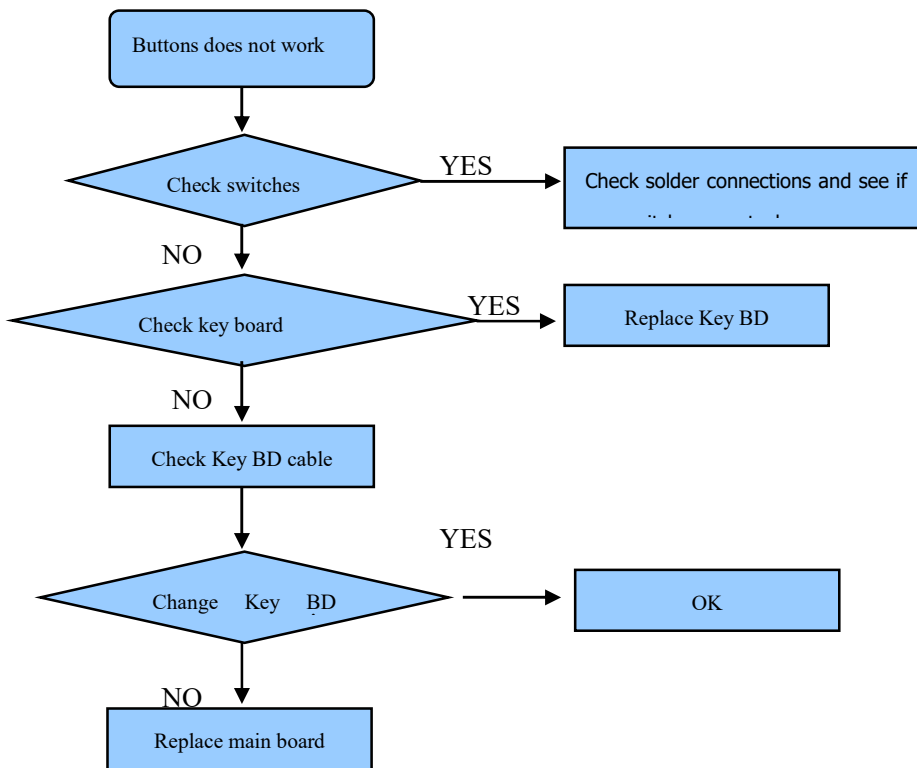 Buttons does not work
Check switches
YES
Check solder connections and see if
NO
Check key board
YES
Replace Key BD
NO
Check Key BD cable
YES
Change Key BD
OK
NO
Replace main board